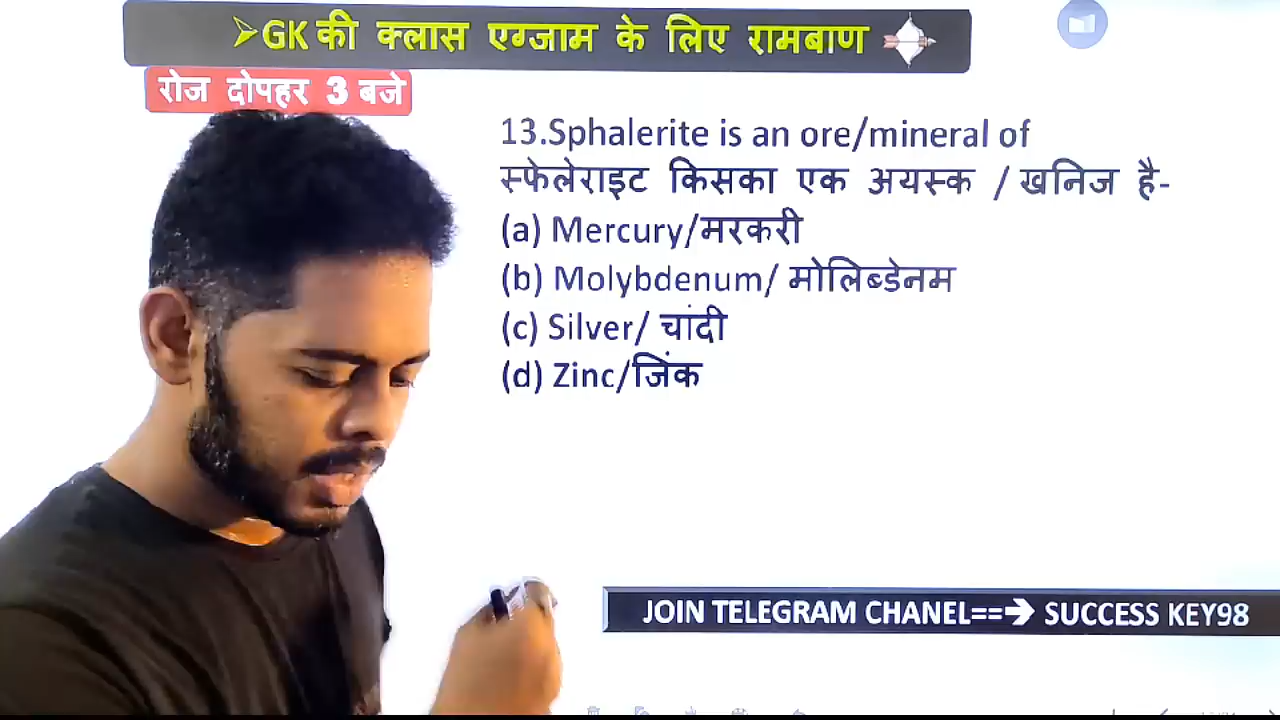 ➢GK की क्लास एग्जाम के लिए रामबाण
रोज दोपहर 3 बजे
13.Sphalerite is an ore/mineral of
स्फेलेराइट किसका एक अयस्क / खनिज है-
(a) Mercury/मरकरी
(b) Molybdenum/ मोलिब्डेनम
(c) Silver/ चांदी
(d) Zinc/जिंक
JOIN TELEGRAM CHANEL==➔ SUCCESS KEY98